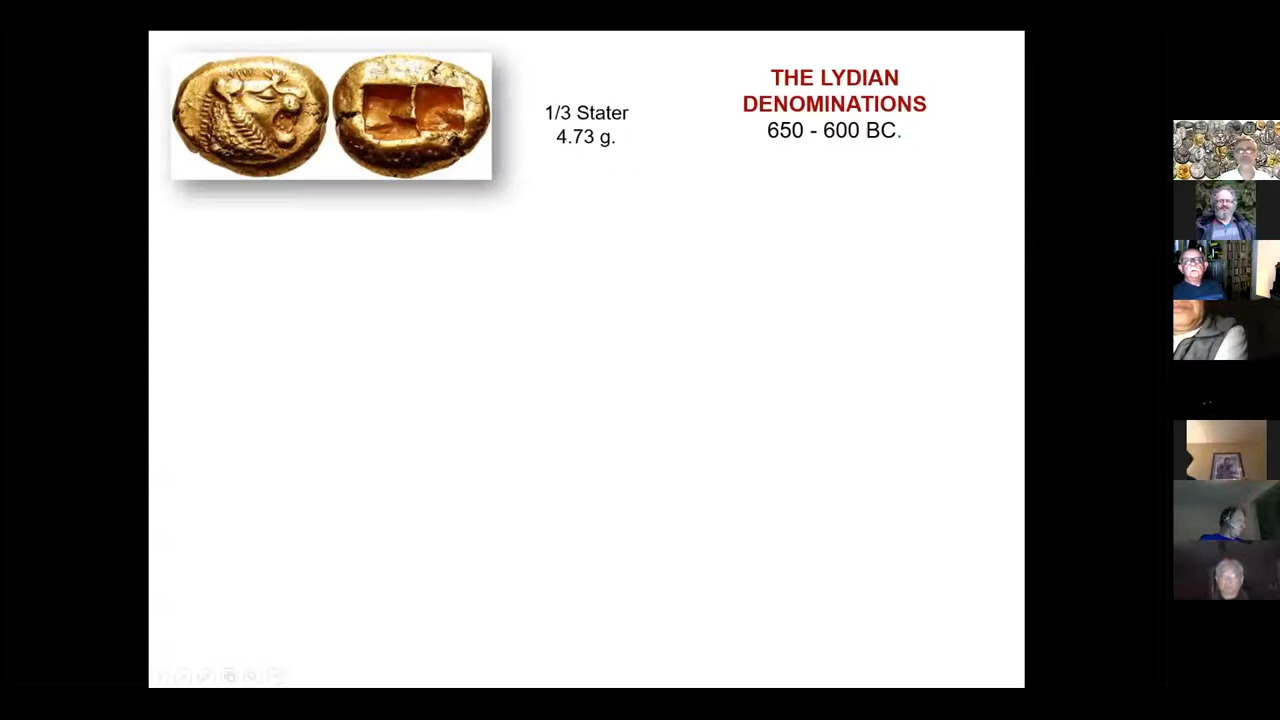 1/3 Stater
4.73 g.
THE LYDIAN
DENOMINATIONS
650 - 600 BC.